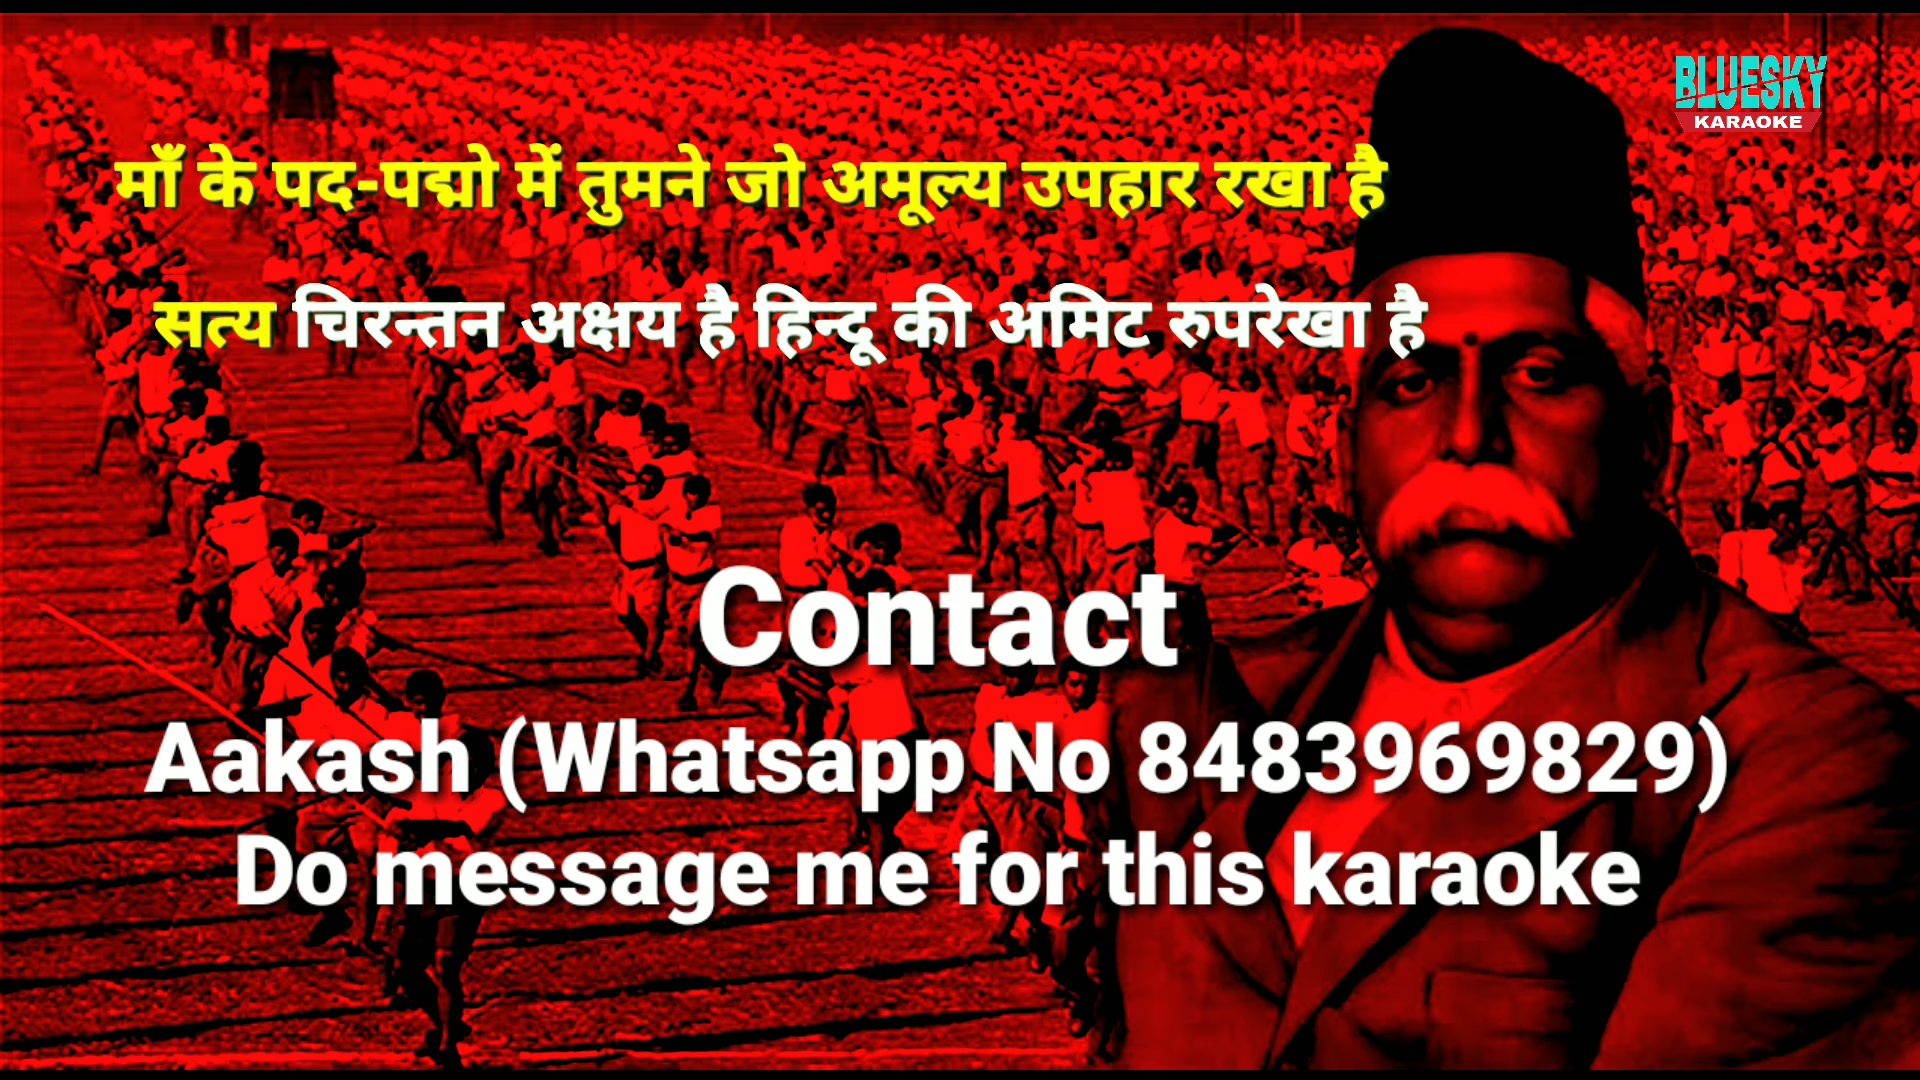 BLUESKY
KARAOKE
माँ के पद-पद्मो में तुमने जो अमूल्य उपहार रखा है
सत्य चिरन्तन अक्षय है हिन्दू की अमिट रुपरेखा है
Contact
Aakash (Whatsapp No 8483969829)
Do message me for this karaoke